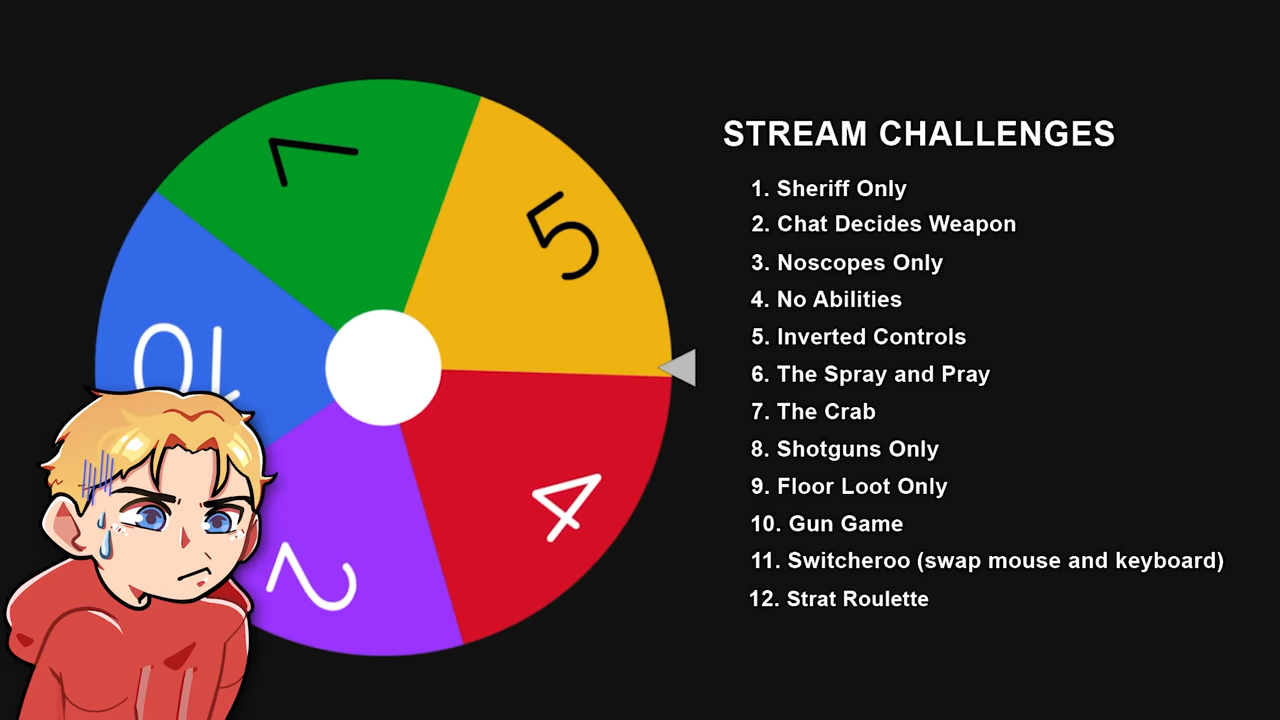 7
5
10
4
2
STREAM CHALLENGES
1. Sheriff Only
2. Chat Decides Weapon
3. Noscopes Only
4. No Abilities
5. Inverted Controls
6. The Spray and Pray
7. The Crab
8. Shotguns Only
9. Floor Loot Only
10. Gun Game
11. Switcheroo (swap mouse and keyboard)
12. Strat Roulette